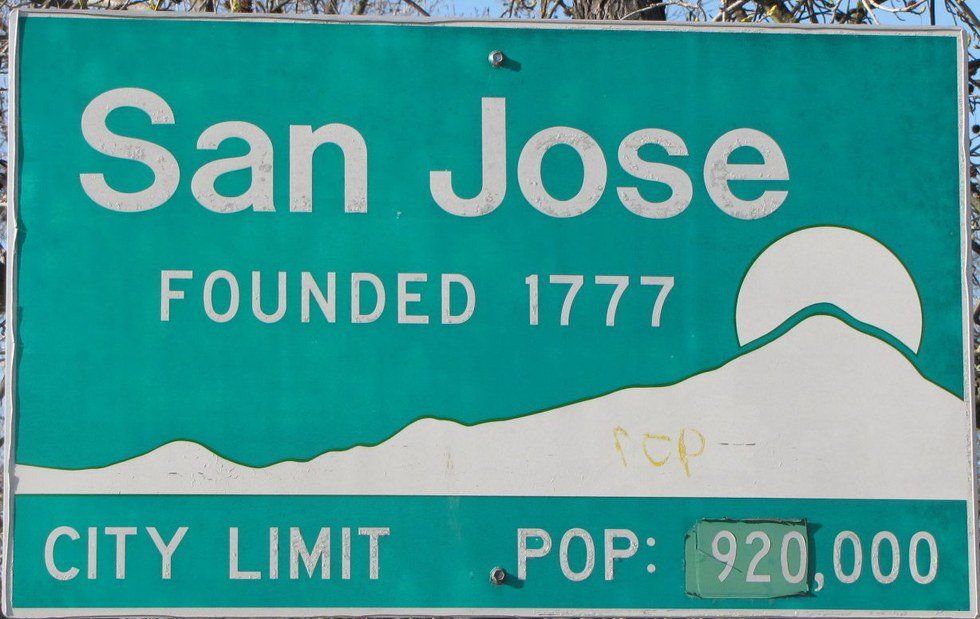 San Jose
FOUNDED 1777
CITY LIMIT POP: 920,000